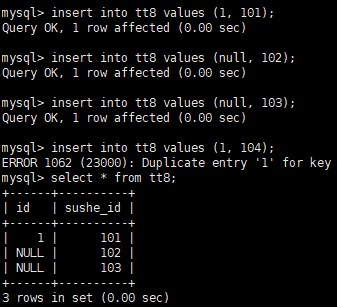 mysql> insert into tt8 values (1, 101);
Query OK, 1 row affected (0.00 sec)
mysql> insert into tt8 values (null, 102);
Query OK, 1 row affected (0.00 sec)
mysql> insert into tt8 values (null, 103);
Query OK, 1 row affected (0.00 sec)
mysql> insert into tt8 values (1, 104);
ERROR 1062 (23000): Duplicate entry '1' for key
mysql> select * from tt8;
+------+----------+
| id   | sushe_id |
+------+----------+
|    1 |      101 |
| NULL |      102 |
| NULL |      103 |
+------+----------+
3 rows in set (0.00 sec)